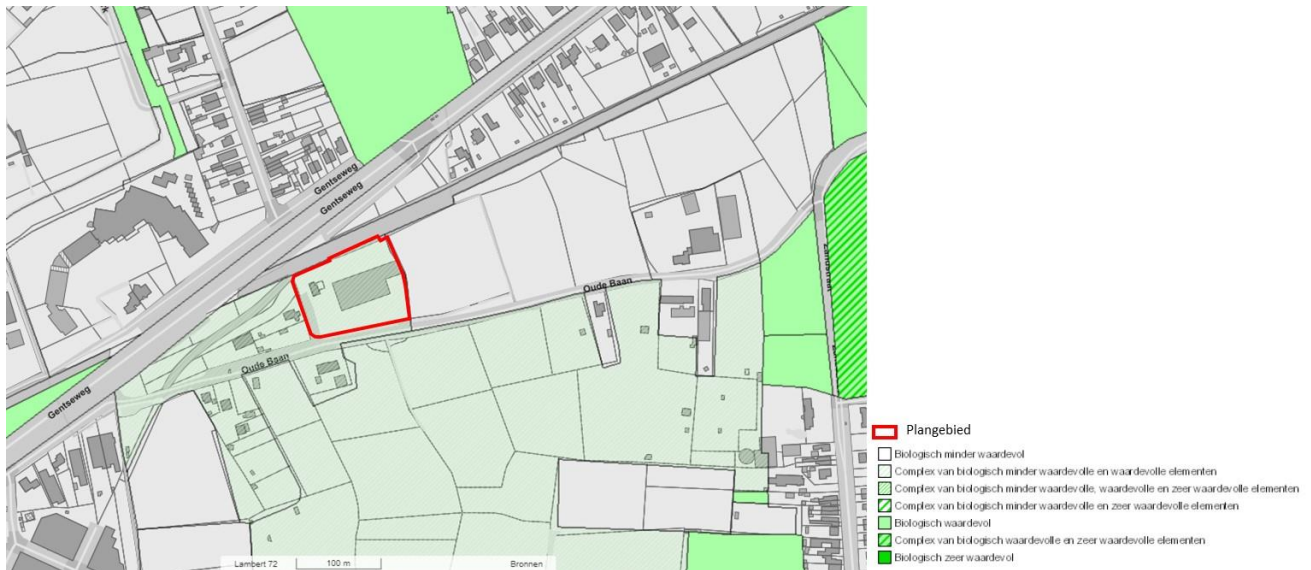 Gentseweg
Gentseweg
Oude Baan
Zandstraat
Oude Baan
Gentseweg
Lambert 72
100 m
Bronnen
Plangebied
Biologisch minder waardevol
Complex van biologisch minder waardevolle en waardevolle elementen
Complex van biologisch minder waardevolle, waardevolle en zeer waardevolle elementen
Complex van biologisch minder waardevolle en zeer waardevolle elementen
Biologisch waardevol
Complex van biologisch waardevolle en zeer waardevolle elementen
Biologisch zeer waardevol